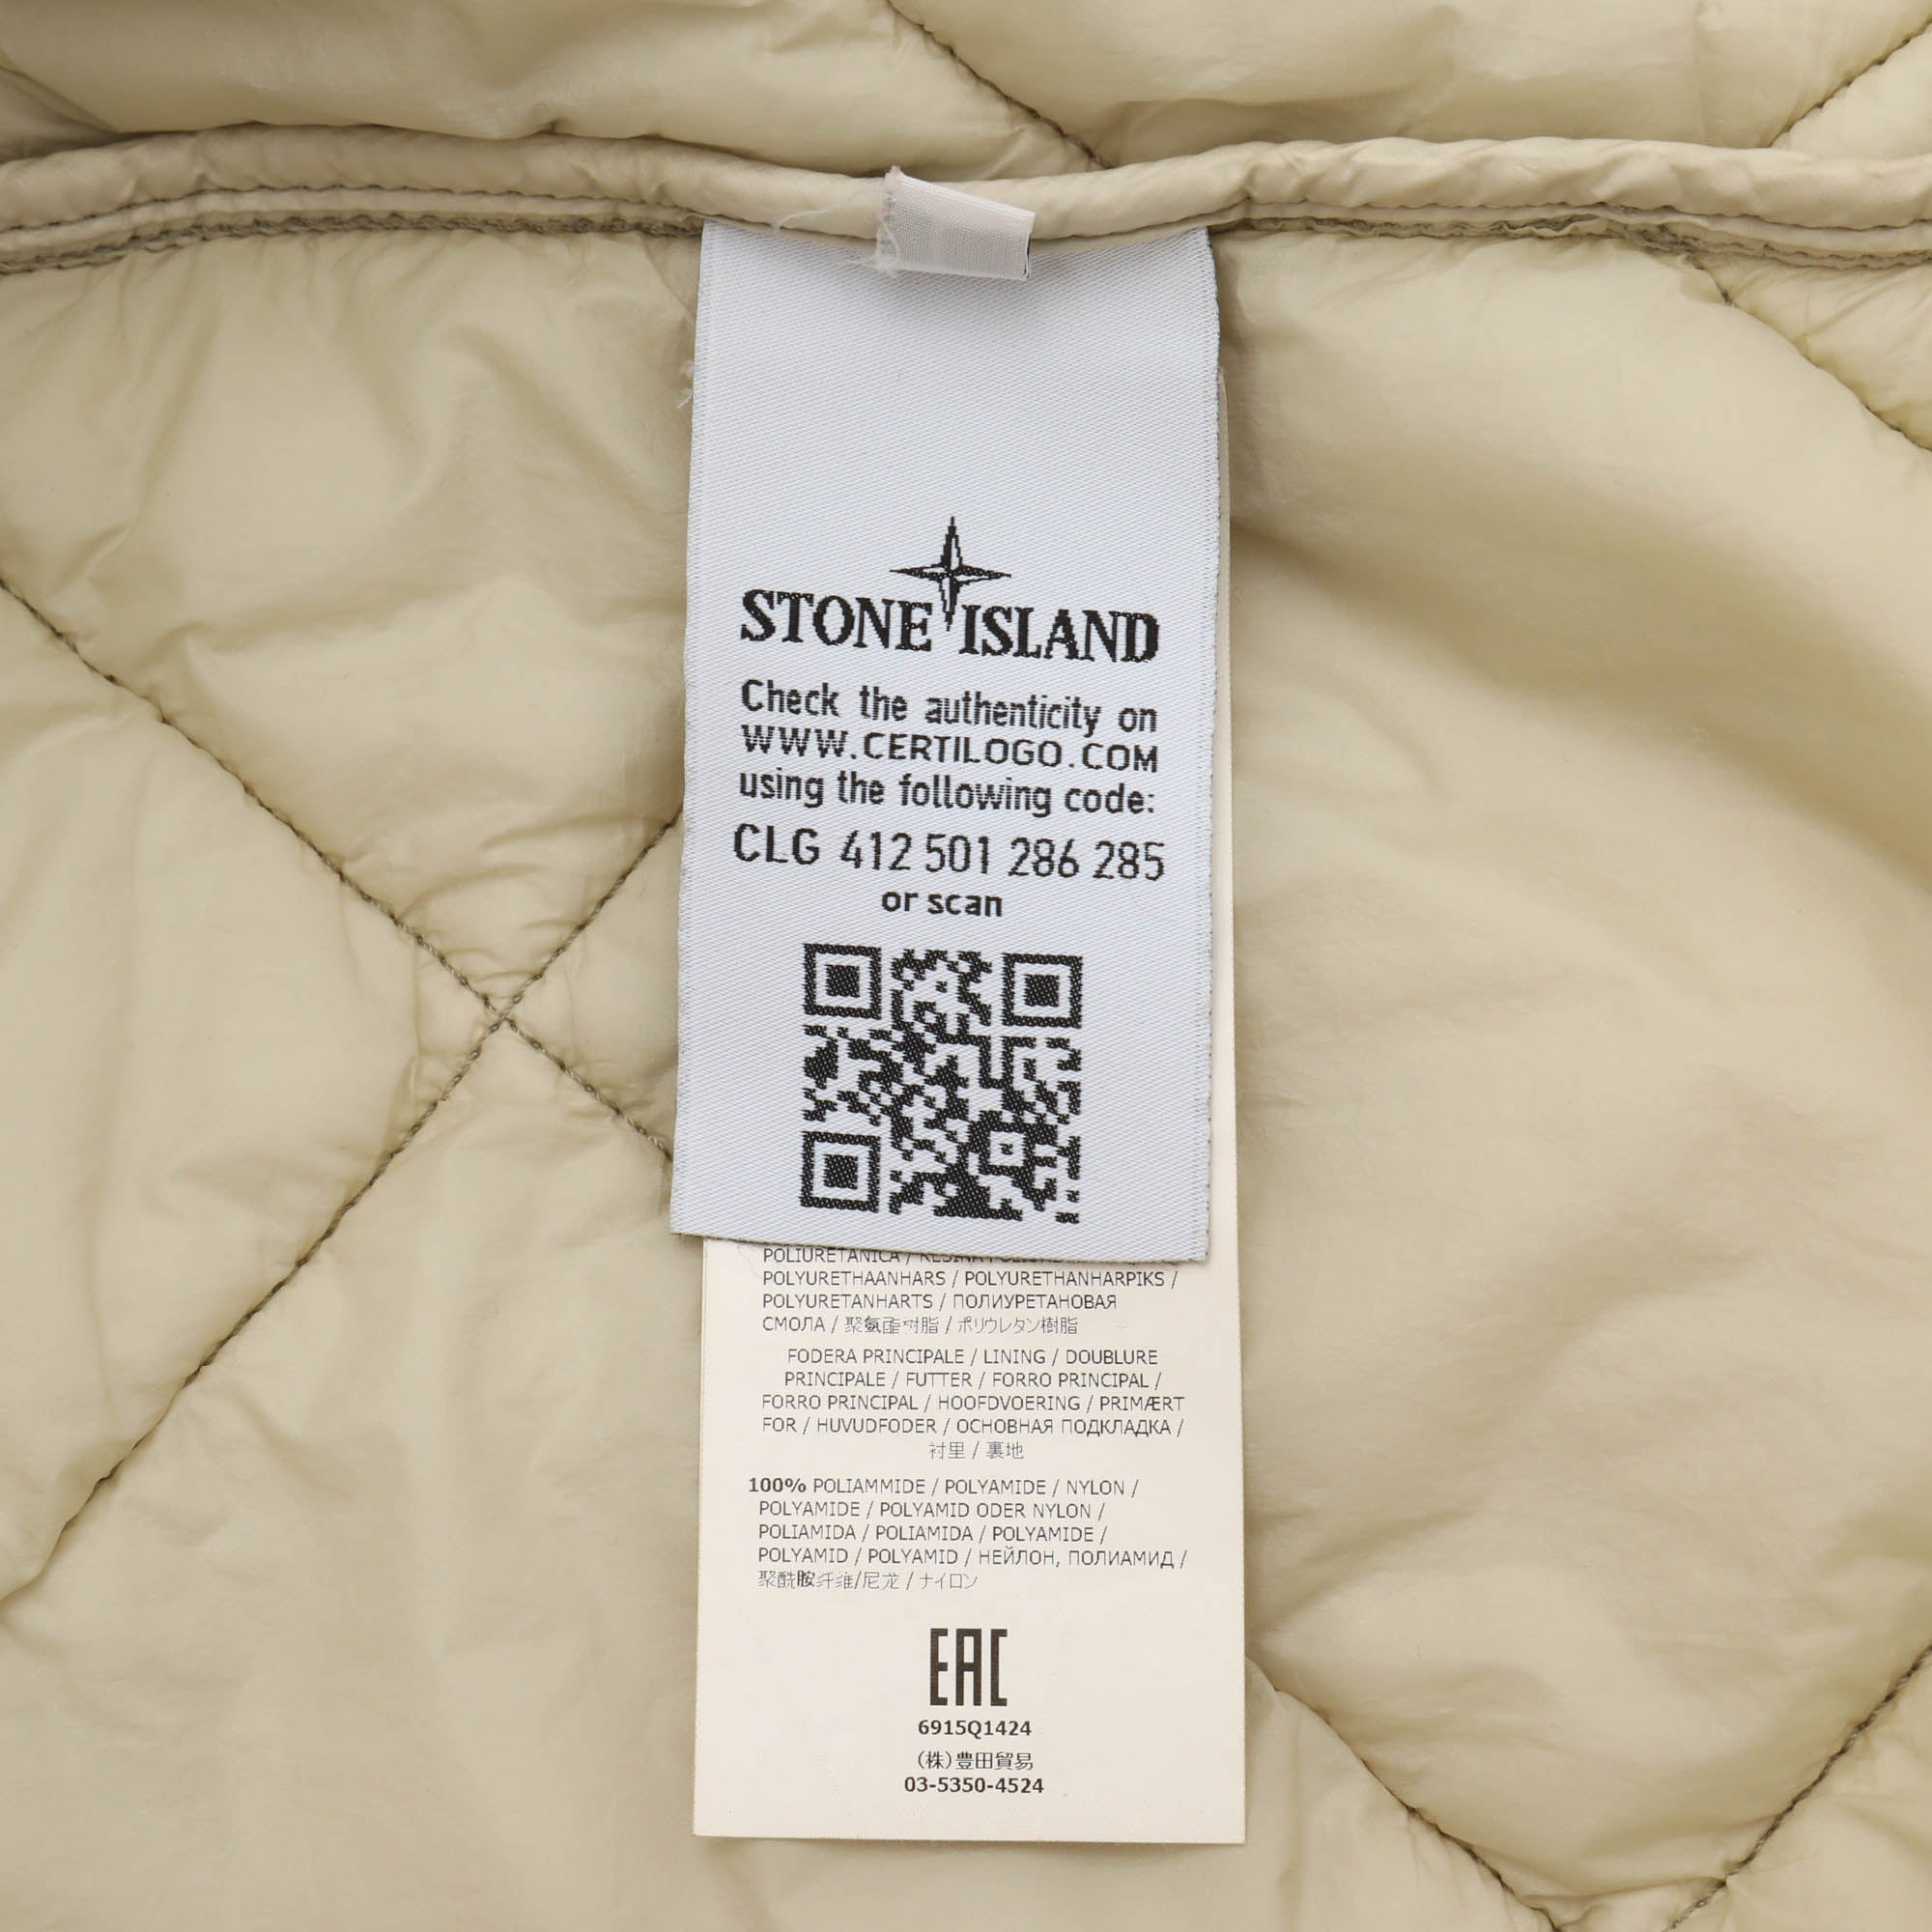 STONE ISLAND
Check the authenticity on
WWW.CERTILOGO.COM
using the following code:
CLG 412 501 286 285
or scan
POLIURETANICA / RESINA
POLYURETHAANHARS / POLYURETHANHARPIKS /
POLYURETANHARTS / ПОЛИУРЕТАНОВАЯ
СМОЛА / 聚氨酯树脂 / ポリウレタン樹脂
FODERA PRINCIPALE / LINING / DOUBLURE
PRINCIPALE / FUTTER / FORRO PRINCIPAL /
FORRO PRINCIPAL / HOOFDVOERING / PRIMÆRT
FOR / HUVUDFODER / ОСНОВНАЯ ПОДКЛАДКА /
衬里 / 裏地
100% POLIAMMIDE / POLYAMIDE / NYLON /
POLYAMIDE / POLYAMID ODER NYLON /
POLIAMIDA / POLIAMIDA / POLYAMIDE /
POLYAMID / POLYAMID / НЕЙЛОН, ПОЛИАМИД /
聚酰胺纤维/尼龙 / ナイロン
EAC
6915Q1424
(株)豊田貿易
03-5350-4524